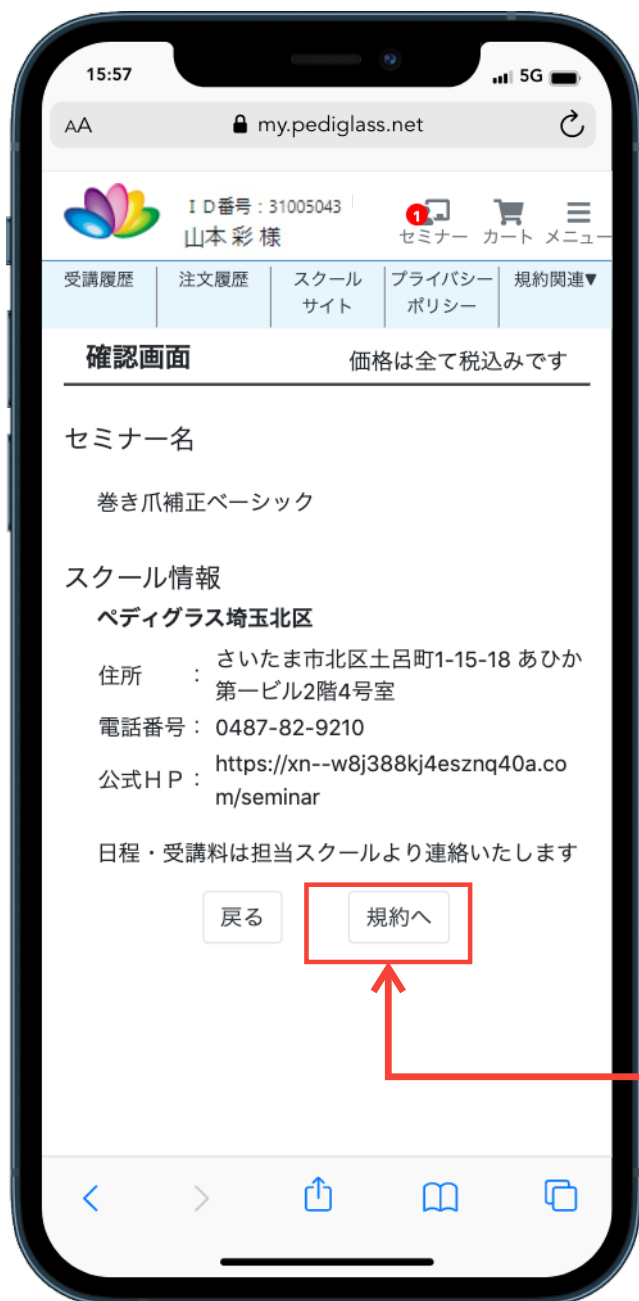 15:57
5G
AA my.pediglass.net
ＩＤ番号 : 31005043
山本 彩 様
1
セミナー カート メニュー
受講履歴 注文履歴 スクールサイト プライバシーポリシー 規約関連▼
確認画面 価格は全て税込みです
セミナー名
巻き爪補正ベーシック
スクール情報
ペディグラス埼玉北区
住所 : さいたま市北区土呂町1-15-18 あひか
第一ビル2階4号室
電話番号 : 0487-82-9210
公式ＨＰ : https://xn--w8j388kj4esznq40a.co
m/seminar
日程・受講料は担当スクールより連絡いたします
戻る 規約へ